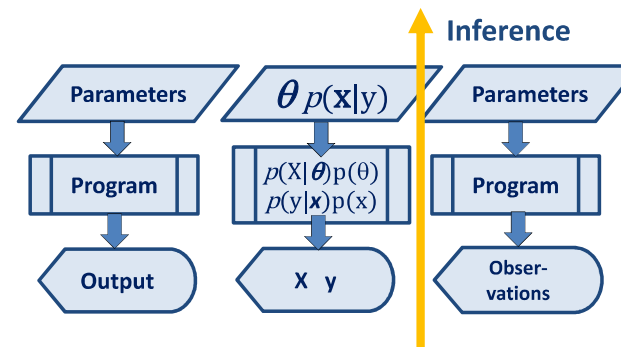 Inference
Parameters
θ p(x|y)
Parameters
Program
p(X|θ)p(θ)
p(y|x)p(x)
Program
Output
X y
Obser-
vations